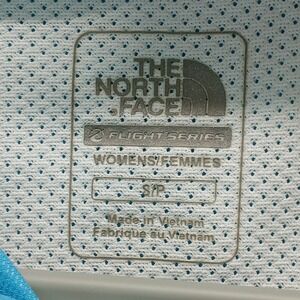 THE
NORTH
FACE
FLIGHT SERIES
WOMENS/FEMMES
S/P
Made in Vietnam
Fabriqué au Vietnam